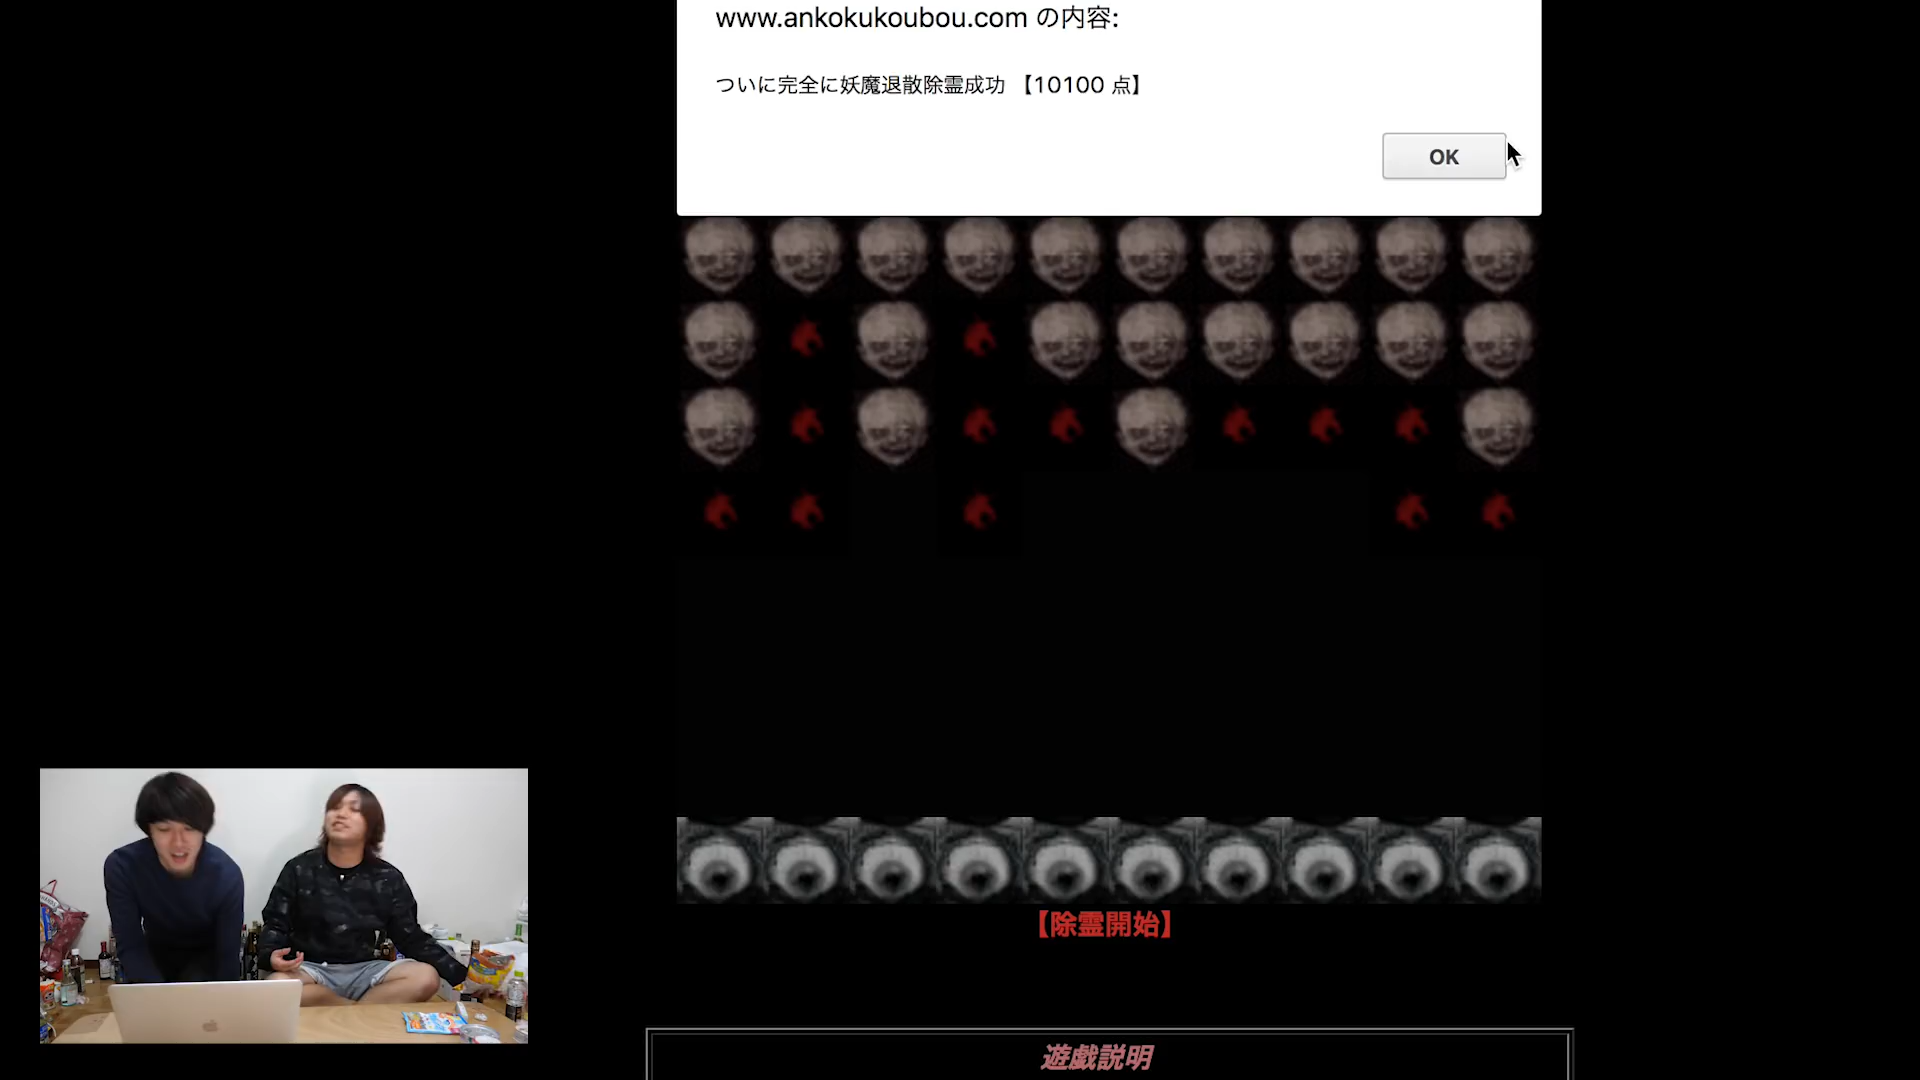 www.ankokukoubou.com の内容:
ついに完全に妖魔退散除霊成功 【10100 点】
OK
【除霊開始】
遊戯説明